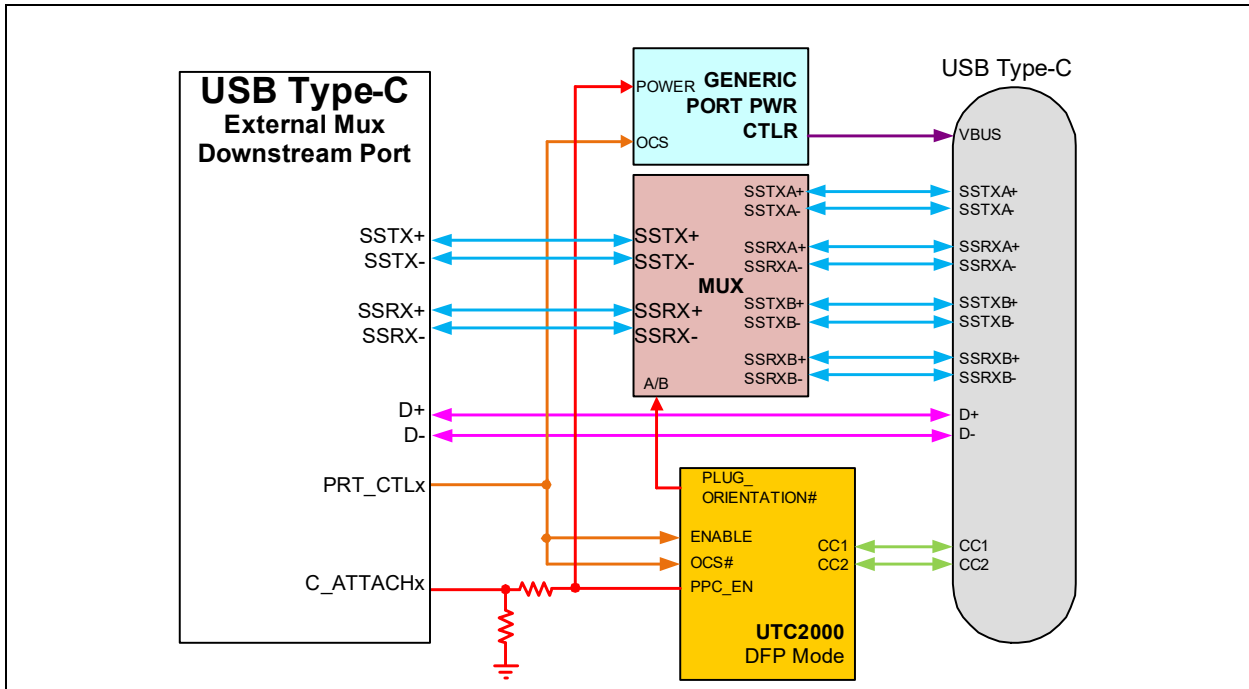 USB Type-C
External Mux
Downstream Port
SSTX+
SSTX-
SSRX+
SSRX-
D+
D-
PRT_CTLx
C_ATTACHx
POWER
GENERIC
PORT PWR
CTLR
OCS
SSTX+
SSTX-
MUX
SSRX+
SSRX-
A/B
SSTXA+
SSTXA-
SSRXA+
SSRXA-
SSTXB+
SSTXB-
SSRXB+
SSRXB-
PLUG_
ORIENTATION#
ENABLE
OCS#
PPC_EN
CC1
CC2
UTC2000
DFP Mode
USB Type-C
VBUS
SSTXA+
SSTXA-
SSRXA+
SSRXA-
SSTXB+
SSTXB-
SSRXB+
SSRXB-
D+
D-
CC1
CC2